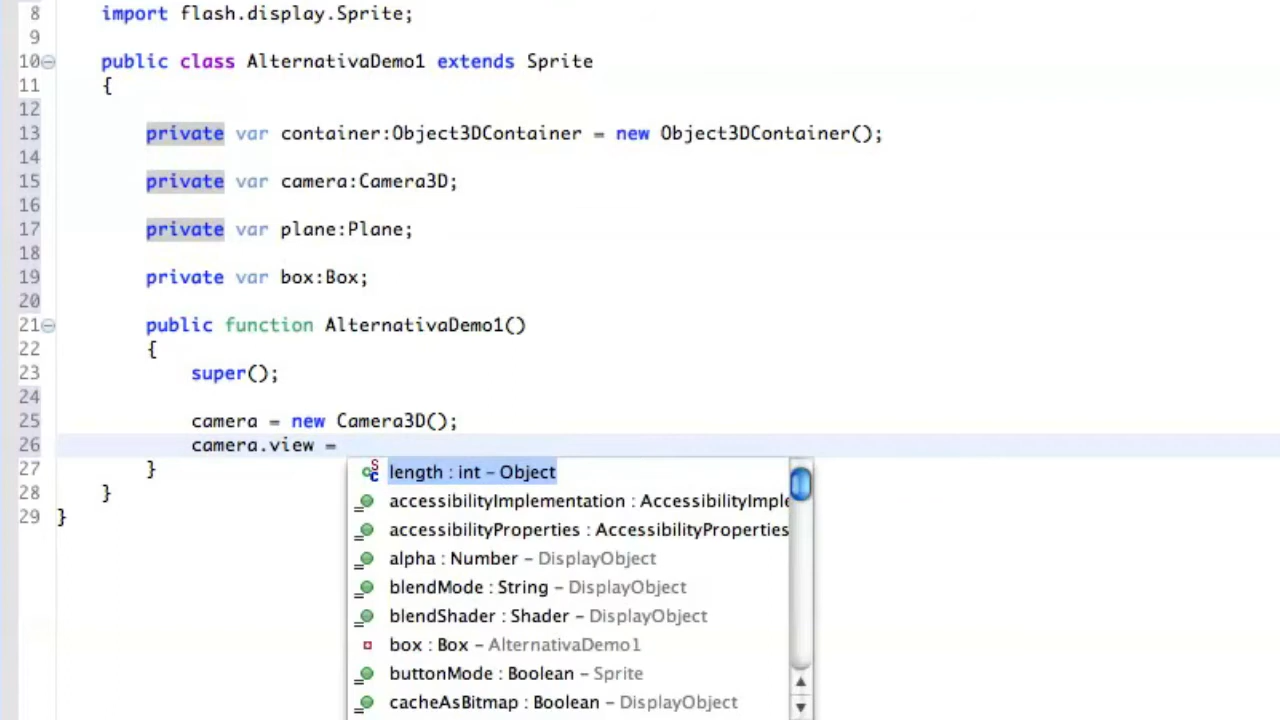 8 import flash.display.Sprite;
9
10 public class AlternativaDemo1 extends Sprite
11 {
12
13 private var container:Object3DContainer = new Object3DContainer();
14
15 private var camera:Camera3D;
16
17 private var plane:Plane;
18
19 private var box:Box;
20
21 public function AlternativaDemo1()
22 {
23 super();
24
25 camera = new Camera3D();
26 camera.view =
27 }
28 }
29 }
S C length : int – Object
accessibilityImplementation : AccessibilityImple
accessibilityProperties : AccessibilityProperties
alpha : Number – DisplayObject
blendMode : String – DisplayObject
blendShader : Shader – DisplayObject
box : Box – AlternativaDemo1
buttonMode : Boolean – Sprite
cacheAsBitmap : Boolean – DisplayObject